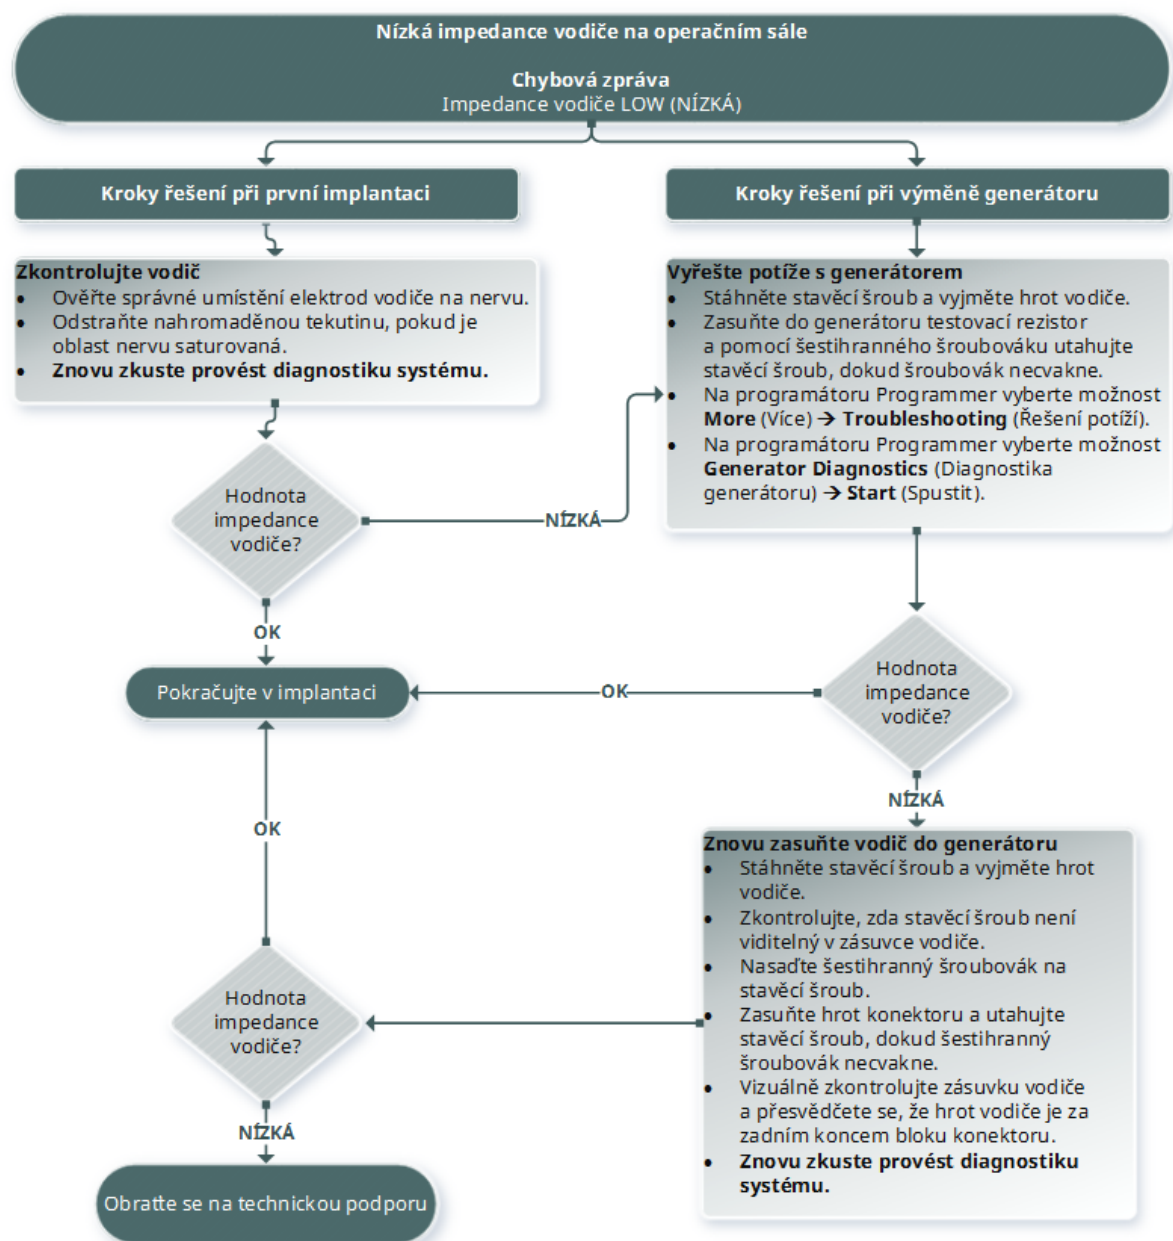 Nízká impedance vodiče na operačním sále
Chybová zpráva
Impedance vodiče LOW (NÍZKÁ)
Kroky řešení při první implantaci
Kroky řešení při výměně generátoru
Zkontrolujte vodič
• Ověřte správné umístění elektrod vodiče na nervu.
• Odstraňte nahromaděnou tekutinu, pokud je
oblast nervu saturovaná.
• Znovu zkuste provést diagnostiku systému.
Vyřešte potíže s generátorem
• Stáhněte stavěcí šroub a vyjměte hrot vodiče.
• Zasuňte do generátoru testovací rezistor
a pomocí šestihranného šroubováku utahujte
stavěcí šroub, dokud šroubovák necvakne.
• Na programátoru Programmer vyberte možnost
More (Více) → Troubleshooting (Řešení potíží).
• Na programátoru Programmer vyberte možnost
Generator Diagnostics (Diagnostika
generátoru) → Start (Spustit).
Hodnota
impedance
vodiče?
NÍZKÁ
OK
Hodnota
impedance
vodiče?
Pokračujte v implantaci
OK
NÍZKÁ
OK
Znovu zasuňte vodič do generátoru
• Stáhněte stavěcí šroub a vyjměte hrot
vodiče.
• Zkontrolujte, zda stavěcí šroub není
viditelný v zásuvce vodiče.
• Nasaďte šestihranný šroubovák na
stavěcí šroub.
• Zasuňte hrot konektoru a utahujte
stavěcí šroub, dokud šestihranný
šroubovák necvakne.
• Vizuálně zkontrolujte zásuvku vodiče
a přesvědčete se, že hrot vodiče je za
zadním koncem bloku konektoru.
• Znovu zkuste provést diagnostiku
systému.
Hodnota
impedance
vodiče?
NÍZKÁ
Obraťte se na technickou podporu